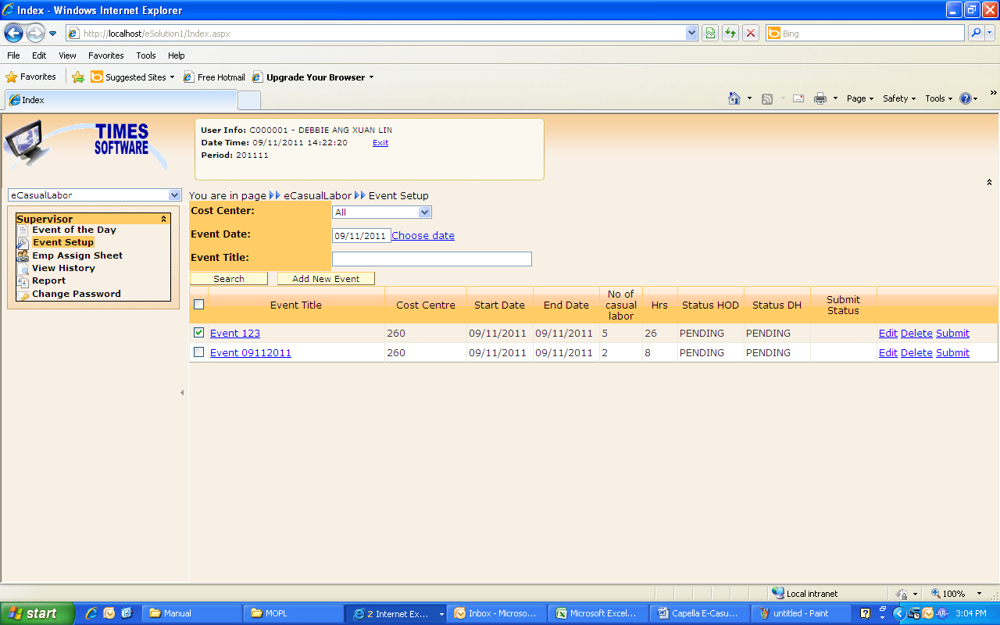 Index - Windows Internet Explorer
http://localhost/eSolution1/Index.aspx
Bing
File Edit View Favorites Tools Help
Favorites Suggested Sites Free Hotmail Upgrade Your Browser
Index
Page Safety Tools
TIMES
SOFTWARE
User Info: C000001 - DEBBIE ANG XUAN LIN
Date Time: 09/11/2011 14:22:20 Exit
Period: 201111
eCasualLabor
You are in page eCasualLabor Event Setup
Supervisor
Event of the Day
Event Setup
Emp Assign Sheet
View History
Report
Change Password
Cost Center: All
Event Date: 09/11/2011 Choose date
Event Title:
Search Add New Event
Event Title Cost Centre Start Date End Date No of casual labor Hrs Status HOD Status DH Submit Status
Event 123 260 09/11/2011 09/11/2011 5 26 PENDING PENDING Edit Delete Submit
Event 09112011 260 09/11/2011 09/11/2011 2 8 PENDING PENDING Edit Delete Submit
Local intranet 100%
start Manual MOPL 2 Internet Ex... Inbox - Microso... Microsoft Excel... Capella E-Casu... untitled - Paint 3:04 PM